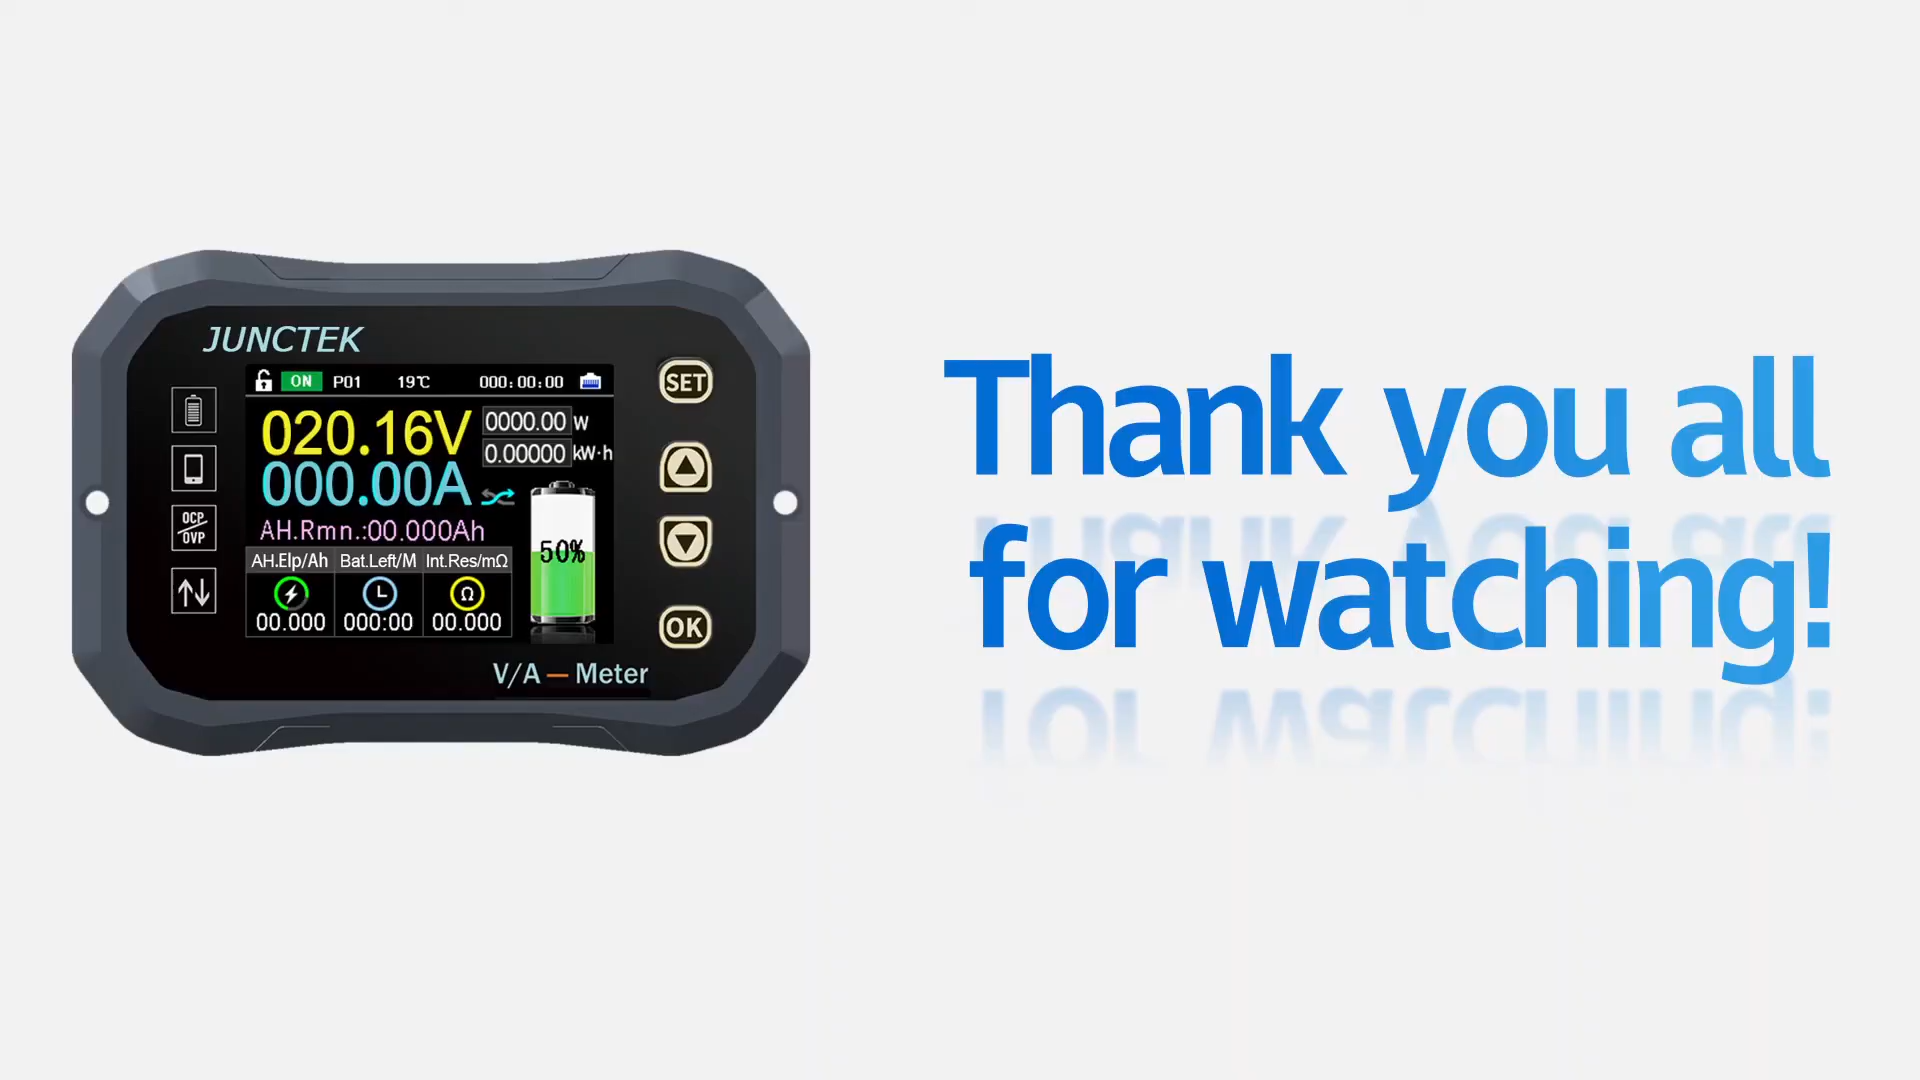 JUNCTEK
ON P01 19℃ 000:00:00
020.16V 0000.00 W
0.00000 kW·h
000.00A
AH.Rmn.:00.000Ah
50%
AH.Elp/Ah Bat.Left/M Int.Res/mΩ
Ω
00.000 000:00 00.000
OCP/OVP
SET
OK
V/A — Meter
Thank you all
for watching!